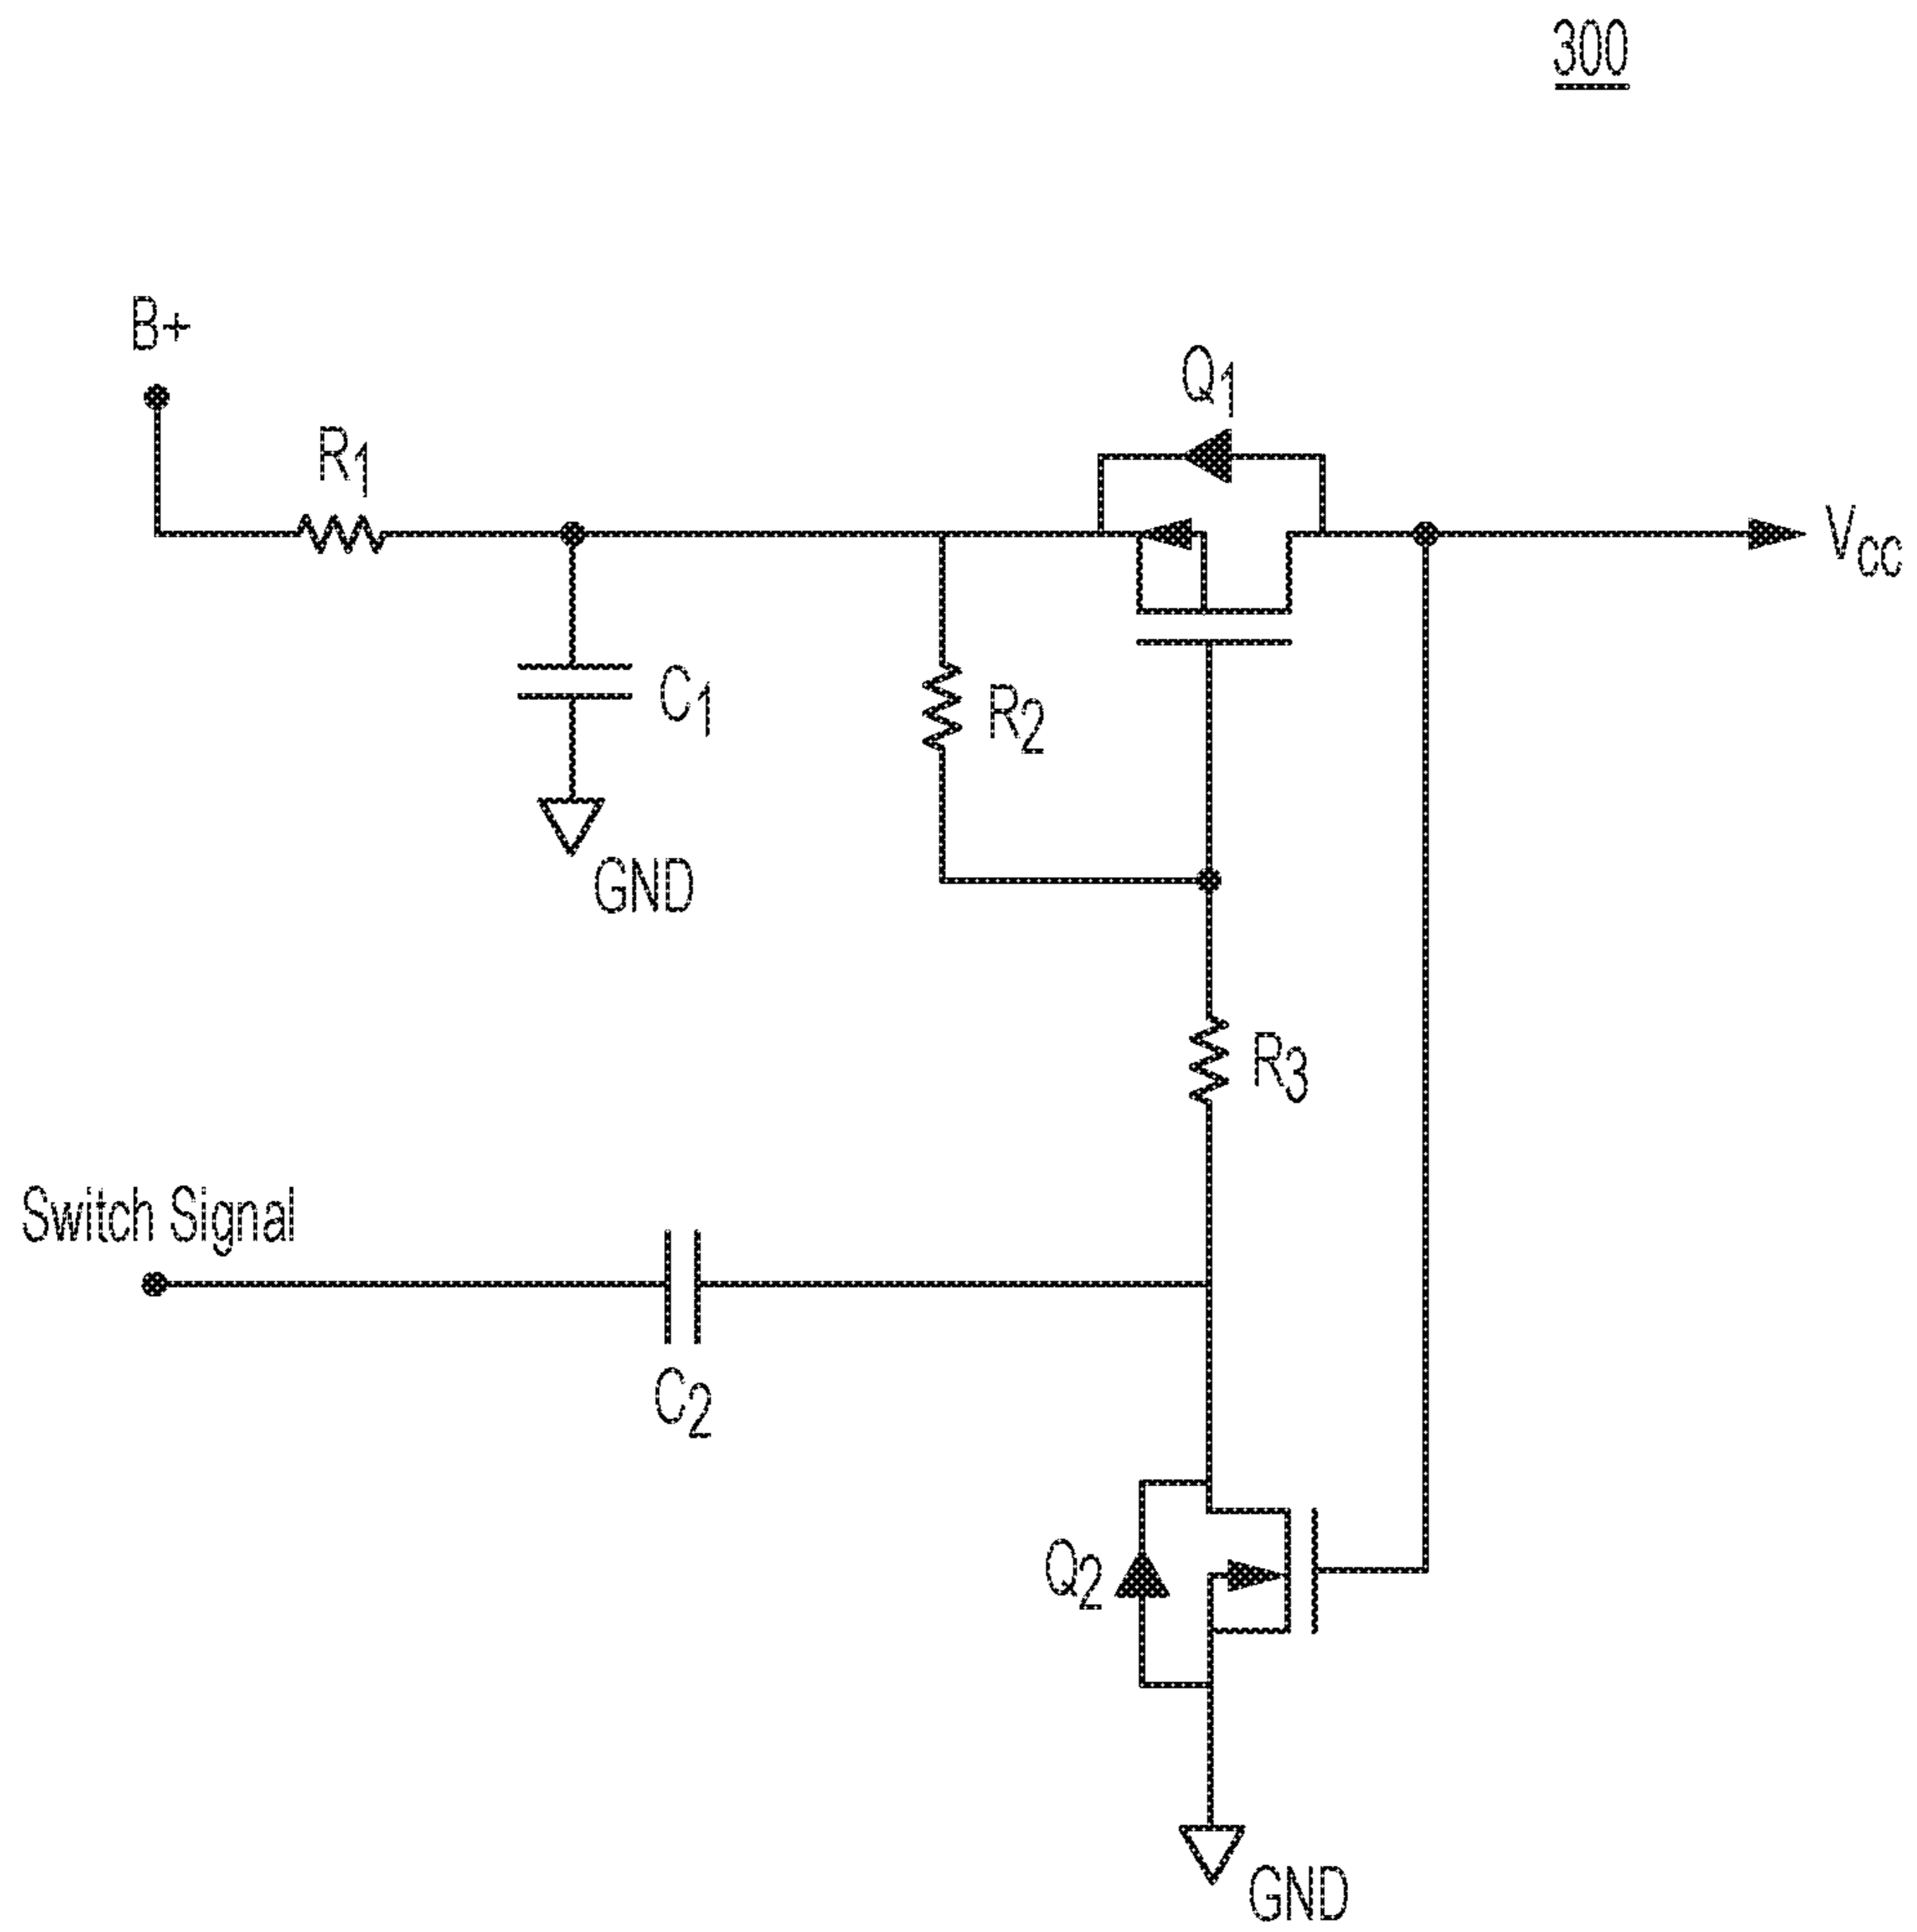 300
B+
Q1
R1
VCC
C1
R2
GND
R3
Switch Signal
C2
Q2
GND